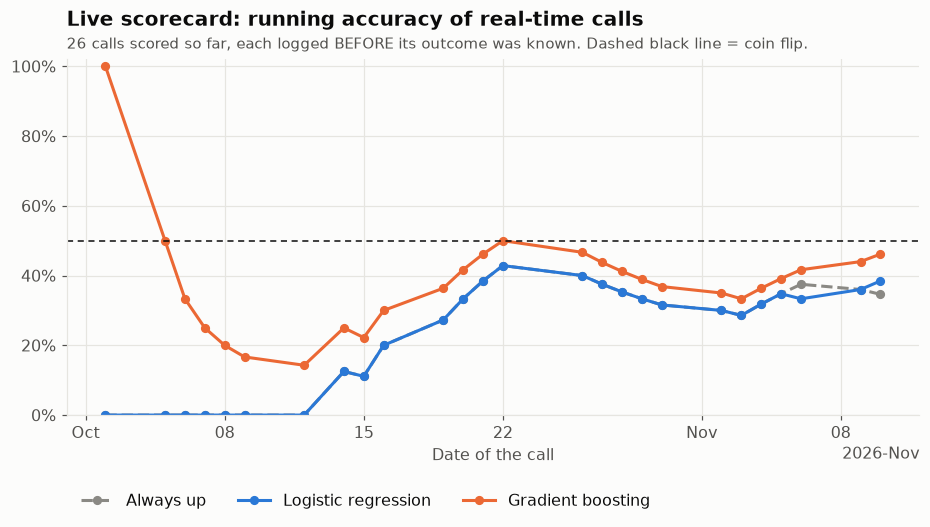 Live scorecard: running accuracy of real-time calls
26 calls scored so far, each logged BEFORE its outcome was known. Dashed black line = coin flip.
100%
80%
60%
40%
20%
0%
Oct 08 15 22 Nov 08
Date of the call
2026-Nov
Always up Logistic regression Gradient boosting